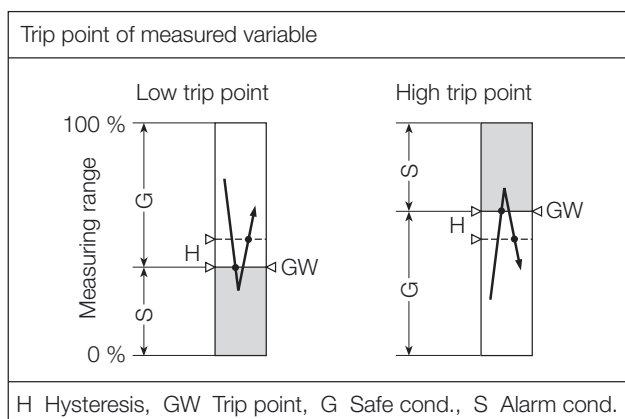 Trip point of measured variable
Low trip point
High trip point
100 %
Measuring range
0 %
G
S
H
GW
S
G
H
GW
H Hysteresis, GW Trip point, G Safe cond., S Alarm cond.